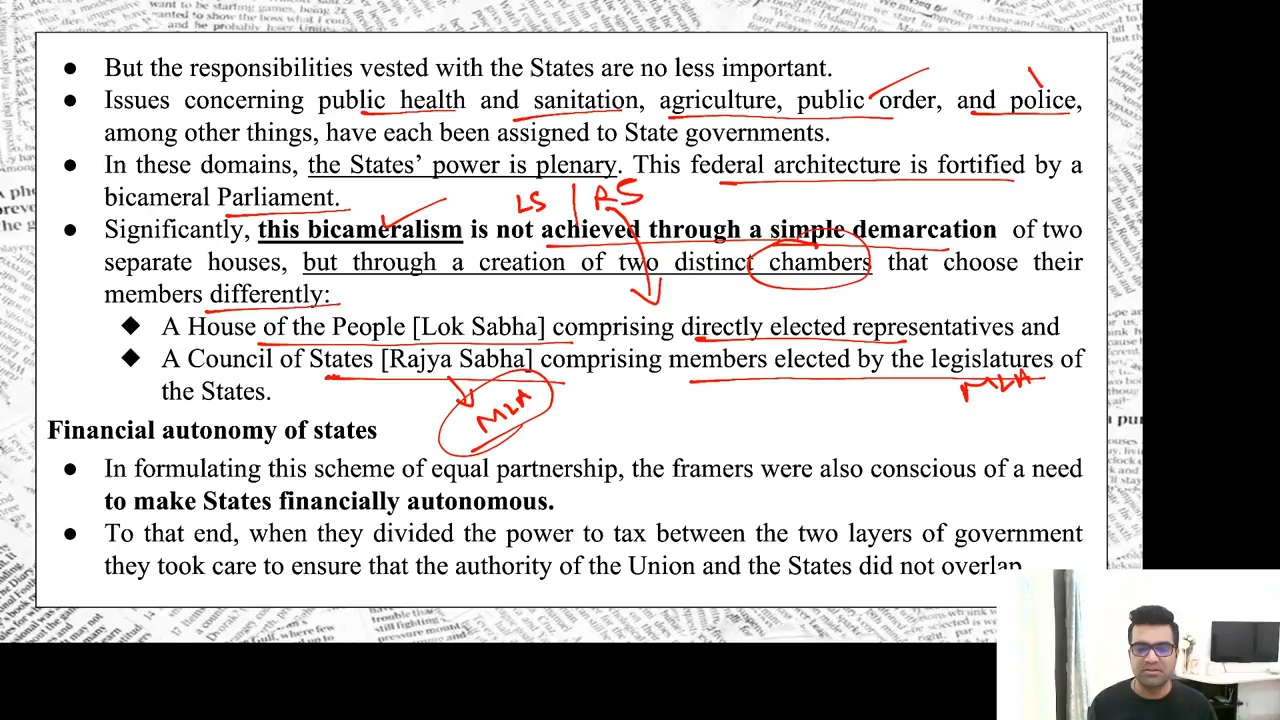 ● But the responsibilities vested with the States are no less important.
● Issues concerning public health and sanitation, agriculture, public order, and police,
among other things, have each been assigned to State governments.
● In these domains, the States' power is plenary. This federal architecture is fortified by a
bicameral Parliament.
LS | RS
● Significantly, this bicameralism is not achieved through a simple demarcation of two
separate houses, but through a creation of two distinct chambers that choose their
members differently:
◆ A House of the People [Lok Sabha] comprising directly elected representatives and
◆ A Council of States [Rajya Sabha] comprising members elected by the legislatures of
the States.
MLA
MLA
Financial autonomy of states
● In formulating this scheme of equal partnership, the framers were also conscious of a need
to make States financially autonomous.
● To that end, when they divided the power to tax between the two layers of government
they took care to ensure that the authority of the Union and the States did not overlap